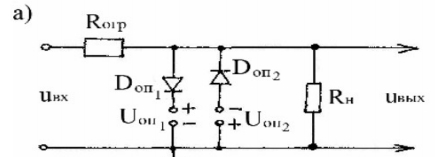 а)
Rогр
Dоп1
Dоп2
+
-
Uоп1
-
+
Uоп2
Rн
uвх
uвых